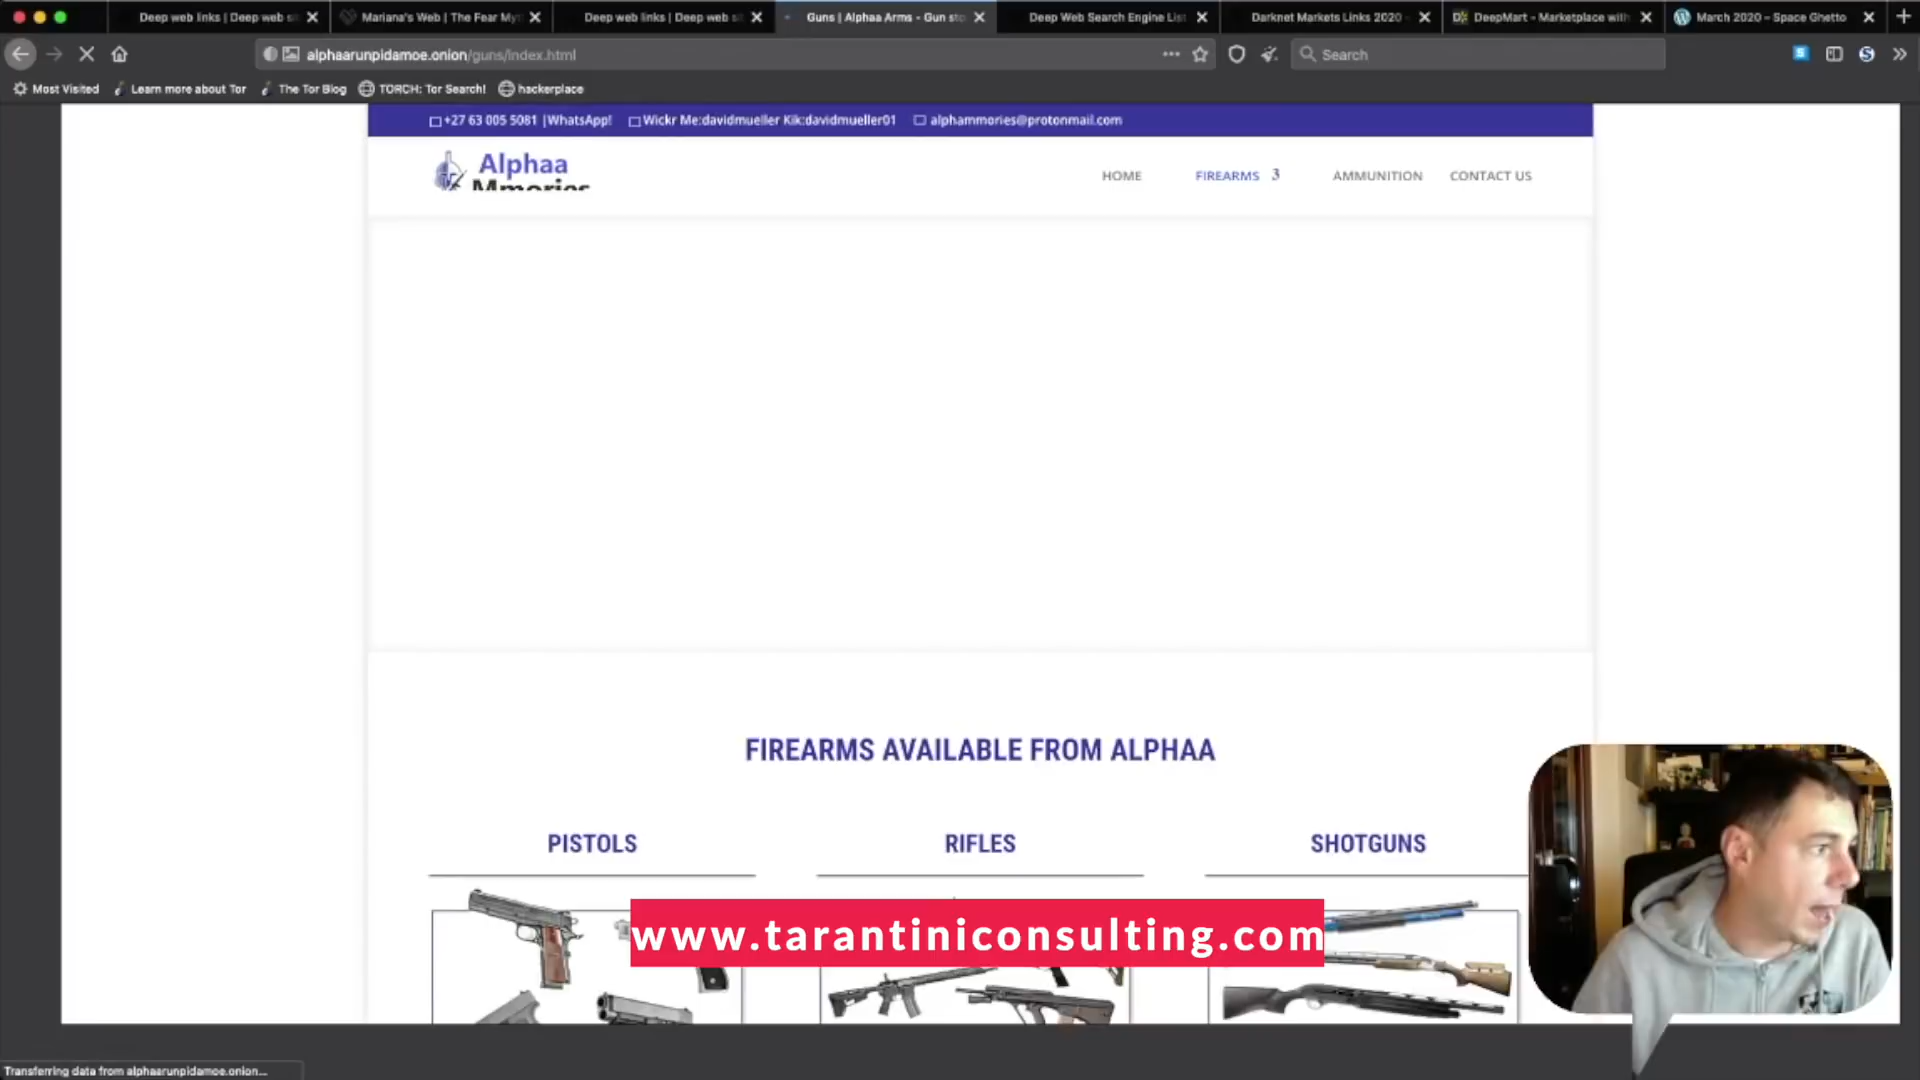 Deep web links | Deep web si
Mariana's Web | The Fear My
Deep web links | Deep web si
Guns | Alphaa Arms - Gun sto
Deep Web Search Engine List
Darknet Markets Links 2020
DeepMart - Marketplace with
March 2020 – Space Ghetto
alphaarunpidamoe.onion/guns/index.html
Search
Most Visited
Learn more about Tor
The Tor Blog
TORCH: Tor Search!
hackerplace
+27 63 005 5081 |WhatsApp!
Wickr Me:davidmueller Kik:davidmueller01
alphammories@protonmail.com
Alphaa
Mmories
HOME
FIREARMS 3
AMMUNITION
CONTACT US
FIREARMS AVAILABLE FROM ALPHAA
PISTOLS
RIFLES
SHOTGUNS
www.tarantiniconsulting.com
Transferring data from alphaarunpidamoe.onion...